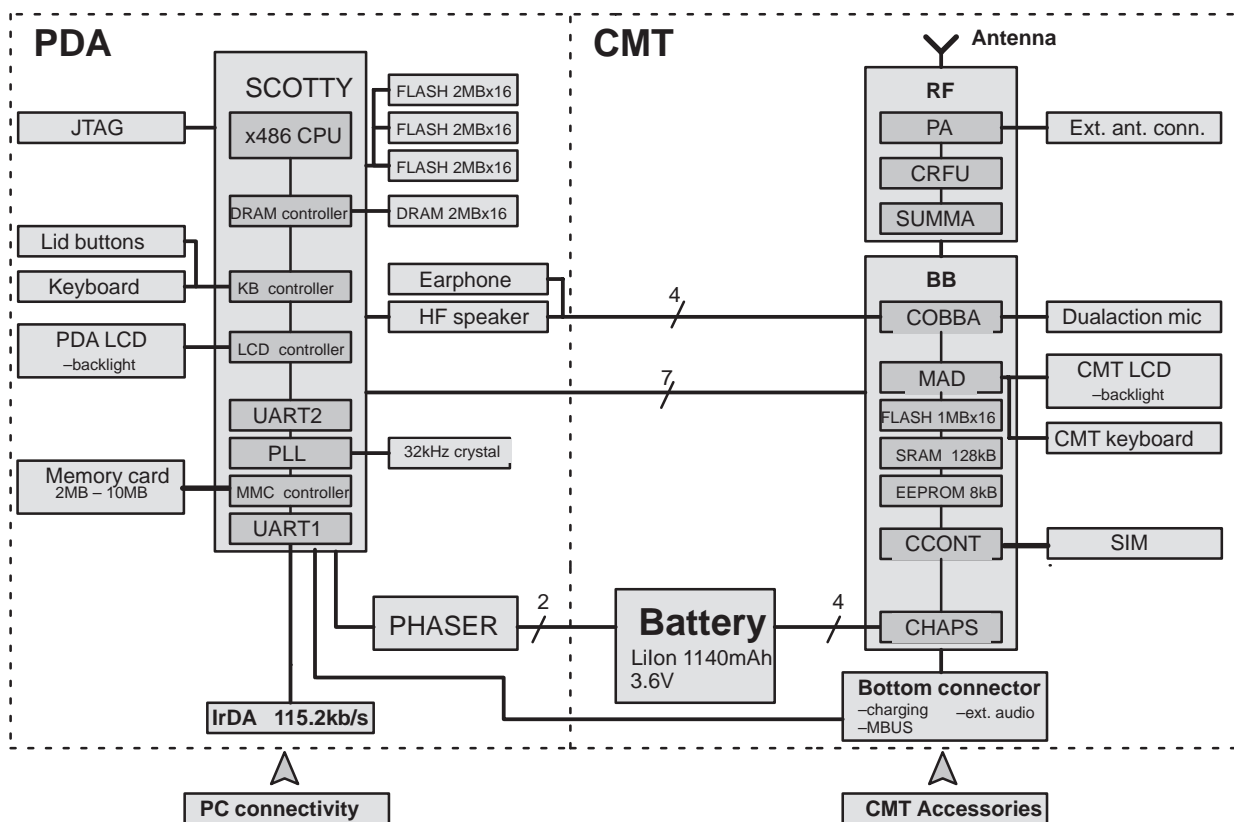 PDA
CMT
Antenna
SCOTTY
x486 CPU
FLASH 2MBx16
FLASH 2MBx16
FLASH 2MBx16
JTAG
DRAM controller
DRAM 2MBx16
Lid buttons
Keyboard
KB controller
Earphone
HF speaker
PDA LCD
–backlight
LCD controller
UART2
PLL
32kHz crystal
Memory card
2MB – 10MB
MMC controller
UART1
PHASER
2
IrDA 115.2kb/s
PC connectivity
4
7
RF
PA
Ext. ant. conn.
CRFU
SUMMA
BB
COBBA
Dualaction mic
MAD
CMT LCD
–backlight
FLASH 1MBx16
CMT keyboard
SRAM 128kB
EEPROM 8kB
CCONT
SIM
Battery
LiIon 1140mAh
3.6V
4
CHAPS
Bottom connector
–charging –ext. audio
–MBUS
CMT Accessories